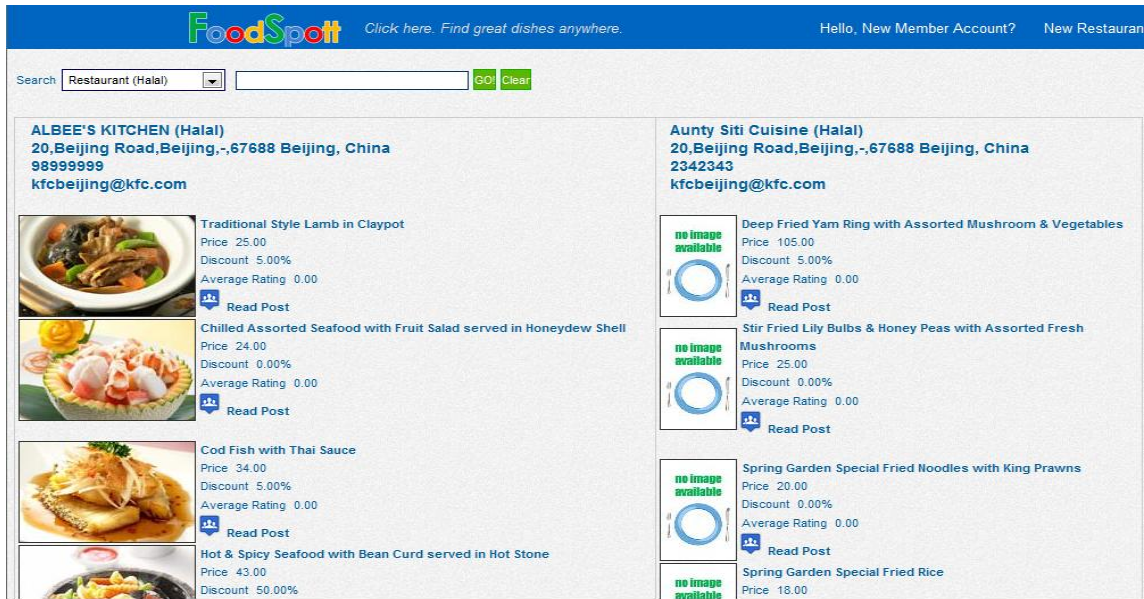 FoodSpott
Click here. Find great dishes anywhere.
Hello, New Member Account?
New Restauran
Search
Restaurant (Halal)
GO!
Clear
ALBEE'S KITCHEN (Halal)
20,Beijing Road,Beijing,-,67688 Beijing, China
98999999
kfcbeijing@kfc.com
Traditional Style Lamb in Claypot
Price 25.00
Discount 5.00%
Average Rating 0.00
Read Post
Chilled Assorted Seafood with Fruit Salad served in Honeydew Shell
Price 24.00
Discount 0.00%
Average Rating 0.00
Read Post
Cod Fish with Thai Sauce
Price 34.00
Discount 5.00%
Average Rating 0.00
Read Post
Hot & Spicy Seafood with Bean Curd served in Hot Stone
Price 43.00
Discount 50.00%
Aunty Siti Cuisine (Halal)
20,Beijing Road,Beijing,-,67688 Beijing, China
2342343
kfcbeijing@kfc.com
no image
available
Deep Fried Yam Ring with Assorted Mushroom & Vegetables
Price 105.00
Discount 5.00%
Average Rating 0.00
Read Post
no image
available
Stir Fried Lily Bulbs & Honey Peas with Assorted Fresh
Mushrooms
Price 25.00
Discount 0.00%
Average Rating 0.00
Read Post
no image
available
Spring Garden Special Fried Noodles with King Prawns
Price 20.00
Discount 0.00%
Average Rating 0.00
Read Post
no image
available
Spring Garden Special Fried Rice
Price 18.00